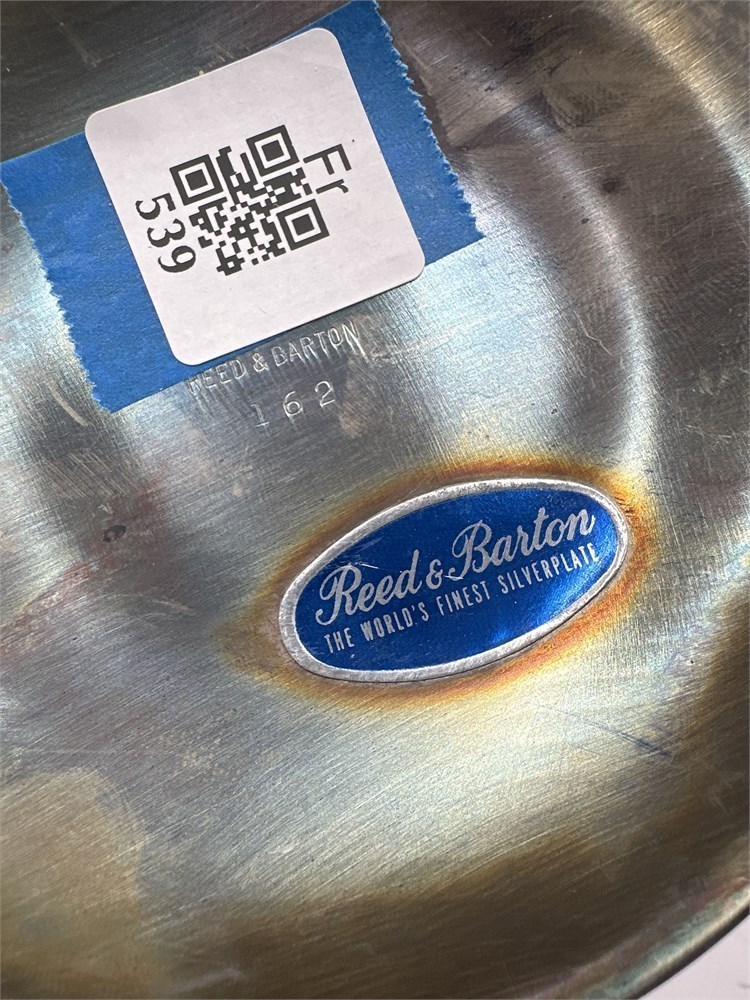 Fr
539
REED & BARTON
162
Reed & Barton
THE WORLD'S FINEST SILVERPLATE